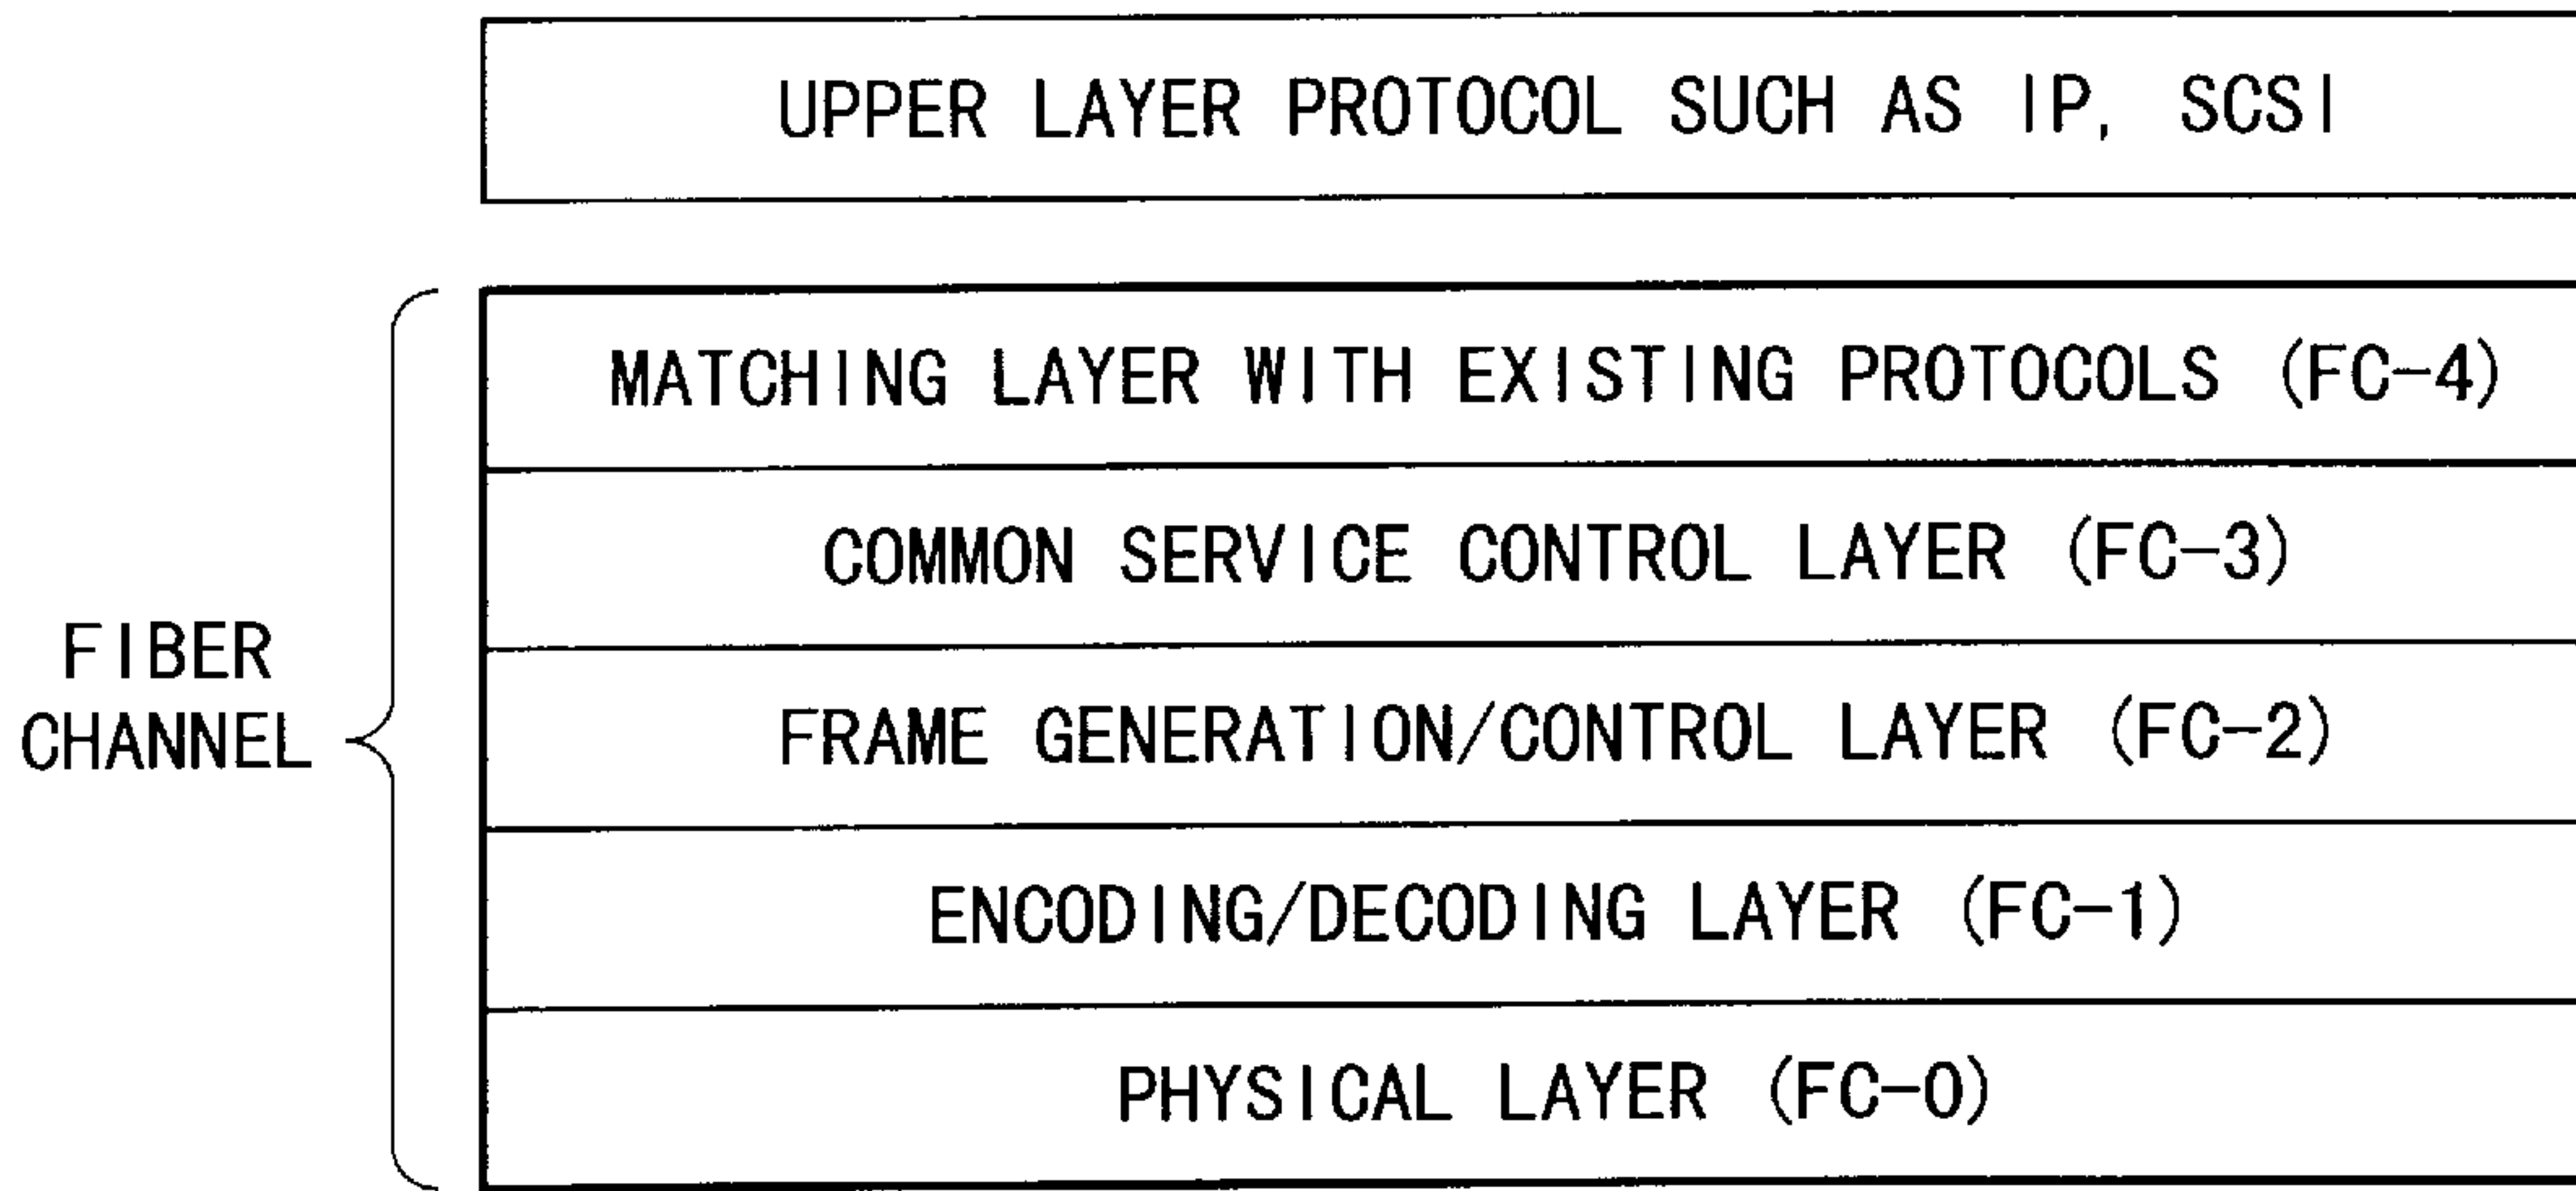 UPPER LAYER PROTOCOL SUCH AS IP, SCSI
MATCHING LAYER WITH EXISTING PROTOCOLS (FC-4)
COMMON SERVICE CONTROL LAYER (FC-3)
FIBER
CHANNEL
FRAME GENERATION/CONTROL LAYER (FC-2)
ENCODING/DECODING LAYER (FC-1)
PHYSICAL LAYER (FC-0)